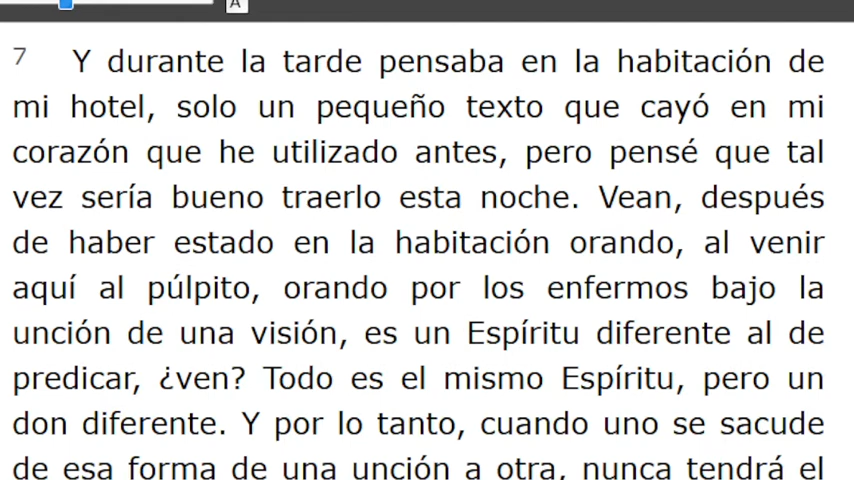 A
7 Y durante la tarde pensaba en la habitación de
mi hotel, solo un pequeño texto que cayó en mi
corazón que he utilizado antes, pero pensé que tal
vez sería bueno traerlo esta noche. Vean, después
de haber estado en la habitación orando, al venir
aquí al púlpito, orando por los enfermos bajo la
unción de una visión, es un Espíritu diferente al de
predicar, ¿ven? Todo es el mismo Espíritu, pero un
don diferente. Y por lo tanto, cuando uno se sacude
de esa forma de una unción a otra, nunca tendrá el